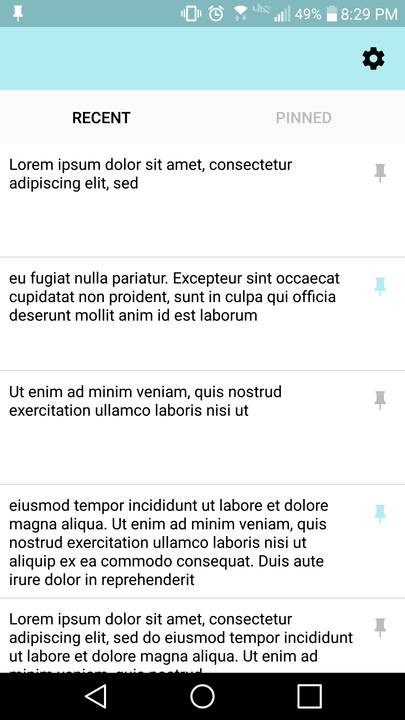 49% 8:29 PM
RECENT PINNED
Lorem ipsum dolor sit amet, consectetur
adipiscing elit, sed
eu fugiat nulla pariatur. Excepteur sint occaecat
cupidatat non proident, sunt in culpa qui officia
deserunt mollit anim id est laborum
Ut enim ad minim veniam, quis nostrud
exercitation ullamco laboris nisi ut
eiusmod tempor incididunt ut labore et dolore
magna aliqua. Ut enim ad minim veniam, quis
nostrud exercitation ullamco laboris nisi ut
aliquip ex ea commodo consequat. Duis aute
irure dolor in reprehenderit
Lorem ipsum dolor sit amet, consectetur
adipiscing elit, sed do eiusmod tempor incididunt
ut labore et dolore magna aliqua. Ut enim ad
minim veniam, quis nostrud